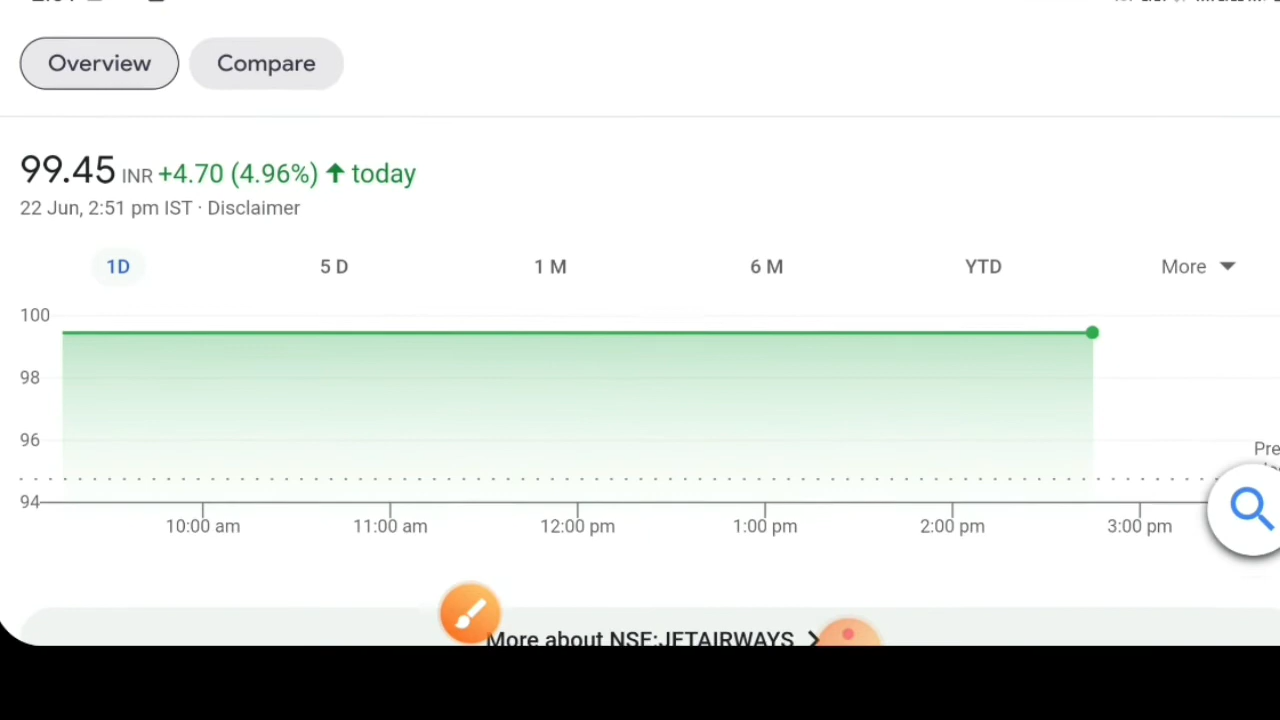 Overview Compare
99.45 INR +4.70 (4.96%) ↑ today
22 Jun, 2:51 pm IST · Disclaimer
1D 5 D 1 M 6 M YTD More
100
98
96
Pre
94
10:00 am 11:00 am 12:00 pm 1:00 pm 2:00 pm 3:00 pm
More about NSE:JETAIRWAYS